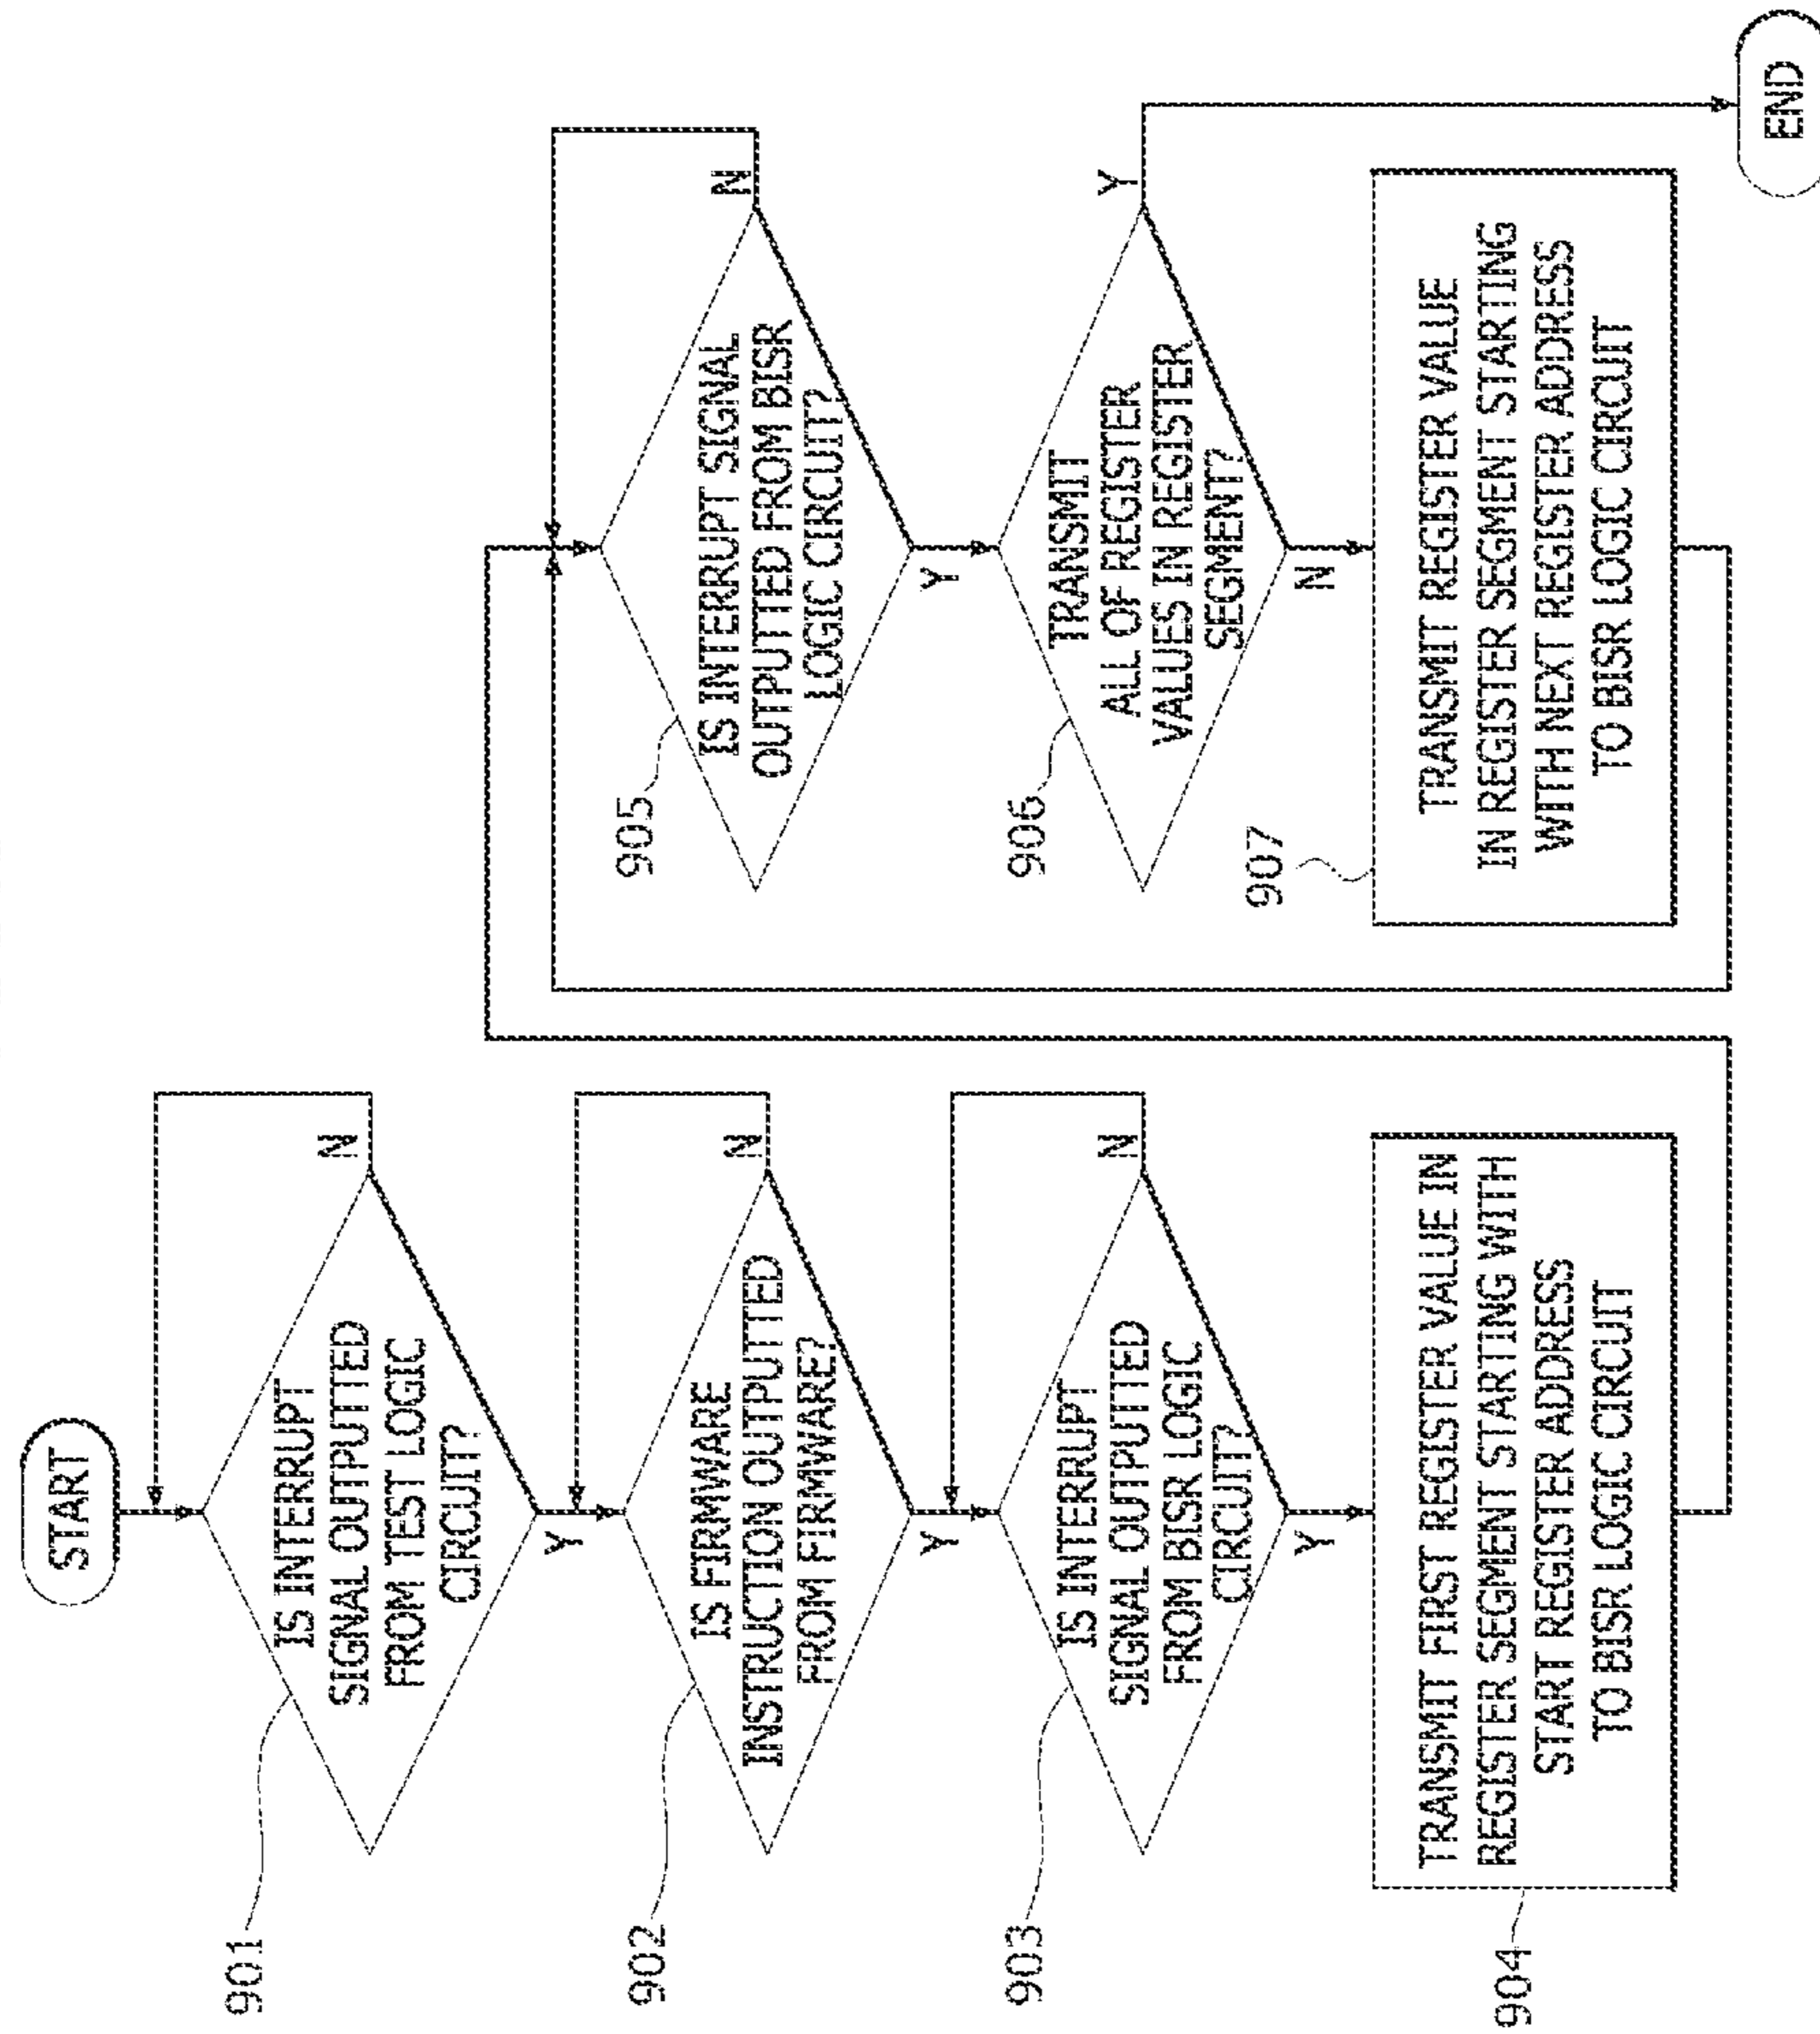 START
901
IS INTERRUPT
SIGNAL OUTPUTTED
FROM TEST LOGIC
CIRCUIT?
N
Y
902
IS FIRMWARE
INSTRUCTION OUTPUTTED
FROM FIRMWARE?
N
Y
903
IS INTERRUPT
SIGNAL OUTPUTTED
FROM BISR LOGIC
CIRCUIT?
N
Y
904
TRANSMIT FIRST REGISTER VALUE IN
REGISTER SEGMENT STARTING WITH
START REGISTER ADDRESS
TO BISR LOGIC CIRCUIT
905
IS INTERRUPT SIGNAL
OUTPUTTED FROM BISR
LOGIC CIRCUIT?
N
Y
906
TRANSMIT
ALL OF REGISTER
VALUES IN REGISTER
SEGMENT?
Y
N
907
TRANSMIT REGISTER VALUE
IN REGISTER SEGMENT STARTING
WITH NEXT REGISTER ADDRESS
TO BISR LOGIC CIRCUIT
END